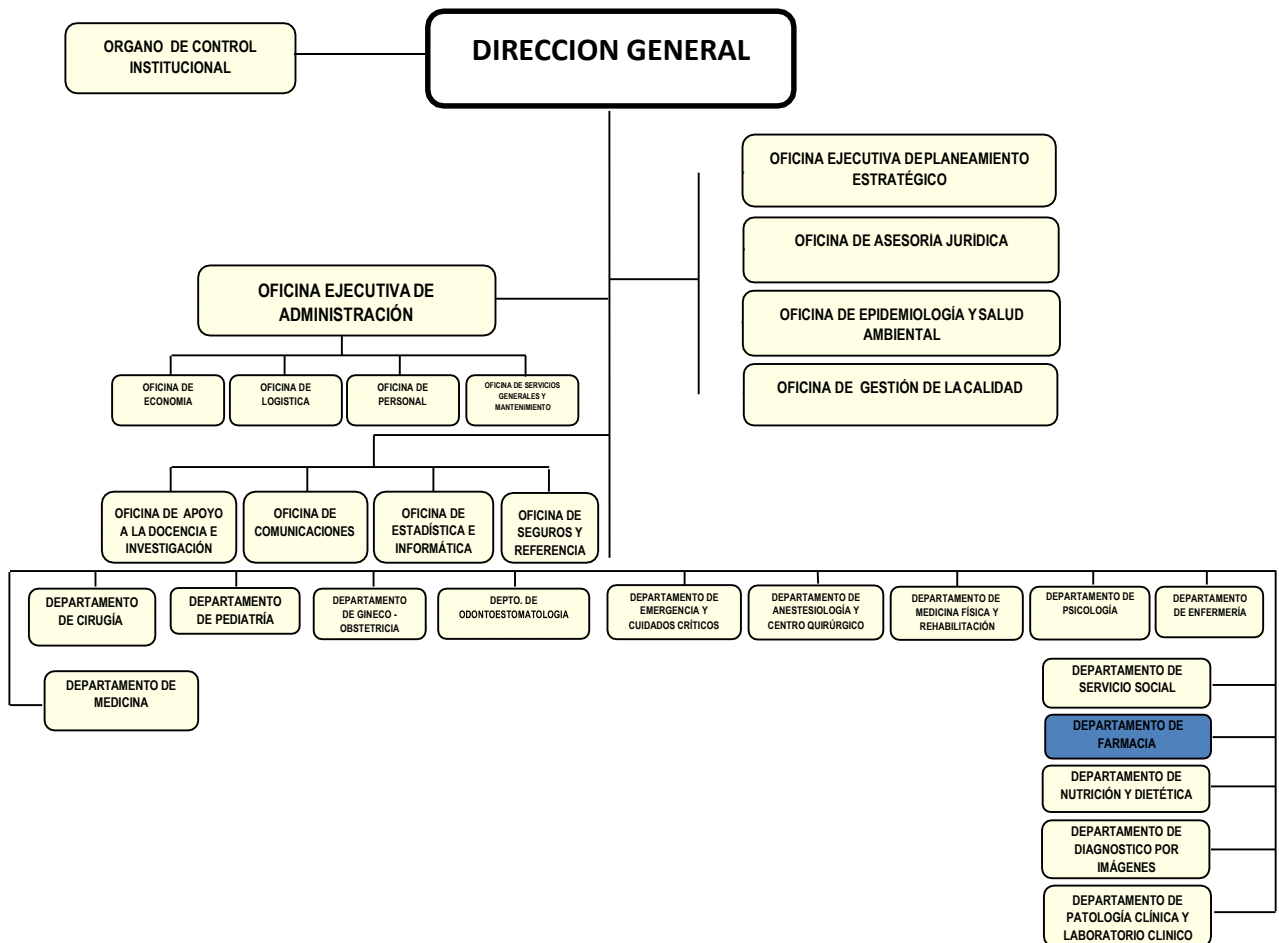 ORGANO DE CONTROL
INSTITUCIONAL
DIRECCION GENERAL
OFICINA EJECUTIVA DE PLANEAMIENTO
ESTRATÉGICO
OFICINA DE ASESORÍA JURÍDICA
OFICINA DE EPIDEMIOLOGÍA Y SALUD
AMBIENTAL
OFICINA DE GESTIÓN DE LA CALIDAD
OFICINA EJECUTIVA DE
ADMINISTRACIÓN
OFICINA DE
ECONOMIA
OFICINA DE
LOGISTICA
OFICINA DE
PERSONAL
OFICINA DE SERVICIOS
GENERALES Y
MANTENIMIENTO
OFICINA DE APOYO
A LA DOCENCIA E
INVESTIGACIÓN
OFICINA DE
COMUNICACIONES
OFICINA DE
ESTADÍSTICA E
INFORMÁTICA
OFICINA DE
SEGUROS Y
REFERENCIA
DEPARTAMENTO
DE CIRUGÍA
DEPARTAMENTO
DE PEDIATRÍA
DEPARTAMENTO
DE GINECO -
OBSTETRICIA
DEPTO. DE
ODONTOESTOMATOLOGIA
DEPARTAMENTO DE
EMERGENCIA Y
CUIDADOS CRÍTICOS
DEPARTAMENTO DE
ANESTESIOLOGÍA Y
CENTRO QUIRÚRGICO
DEPARTAMENTO DE
MEDICINA FÍSICA Y
REHABILITACIÓN
DEPARTAMENTO DE
PSICOLOGÍA
DEPARTAMENTO
DE ENFERMERÍA
DEPARTAMENTO DE
MEDICINA
DEPARTAMENTO DE
SERVICIO SOCIAL
DEPARTAMENTO DE
FARMACIA
DEPARTAMENTO DE
NUTRICIÓN Y DIETÉTICA
DEPARTAMENTO DE
DIAGNOSTICO POR
IMÁGENES
DEPARTAMENTO DE
PATOLOGÍA CLÍNICA Y
LABORATORIO CLINICO